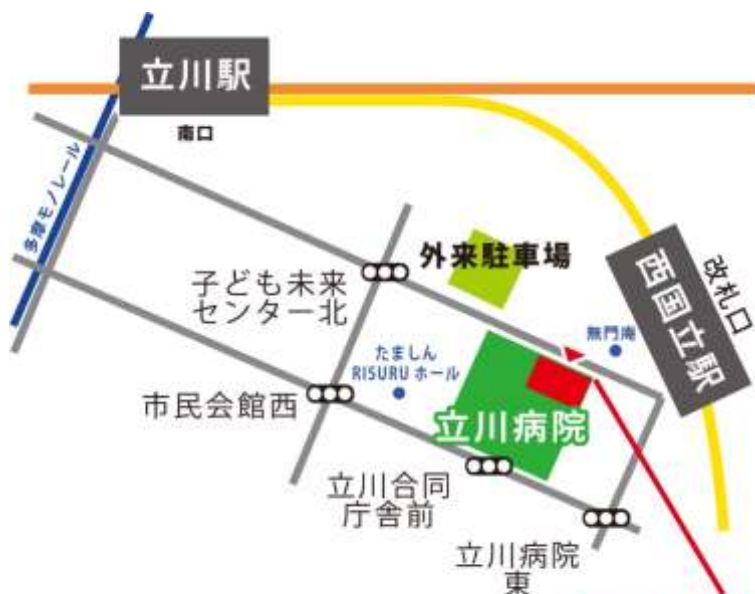 立川駅
南口
多摩モノレール
外来駐車場
子ども未来
センター北
改札口
西国立駅
無門庵
たましん
RISURU ホール
市民会館西
立川病院
立川合同
庁舎前
立川病院
東